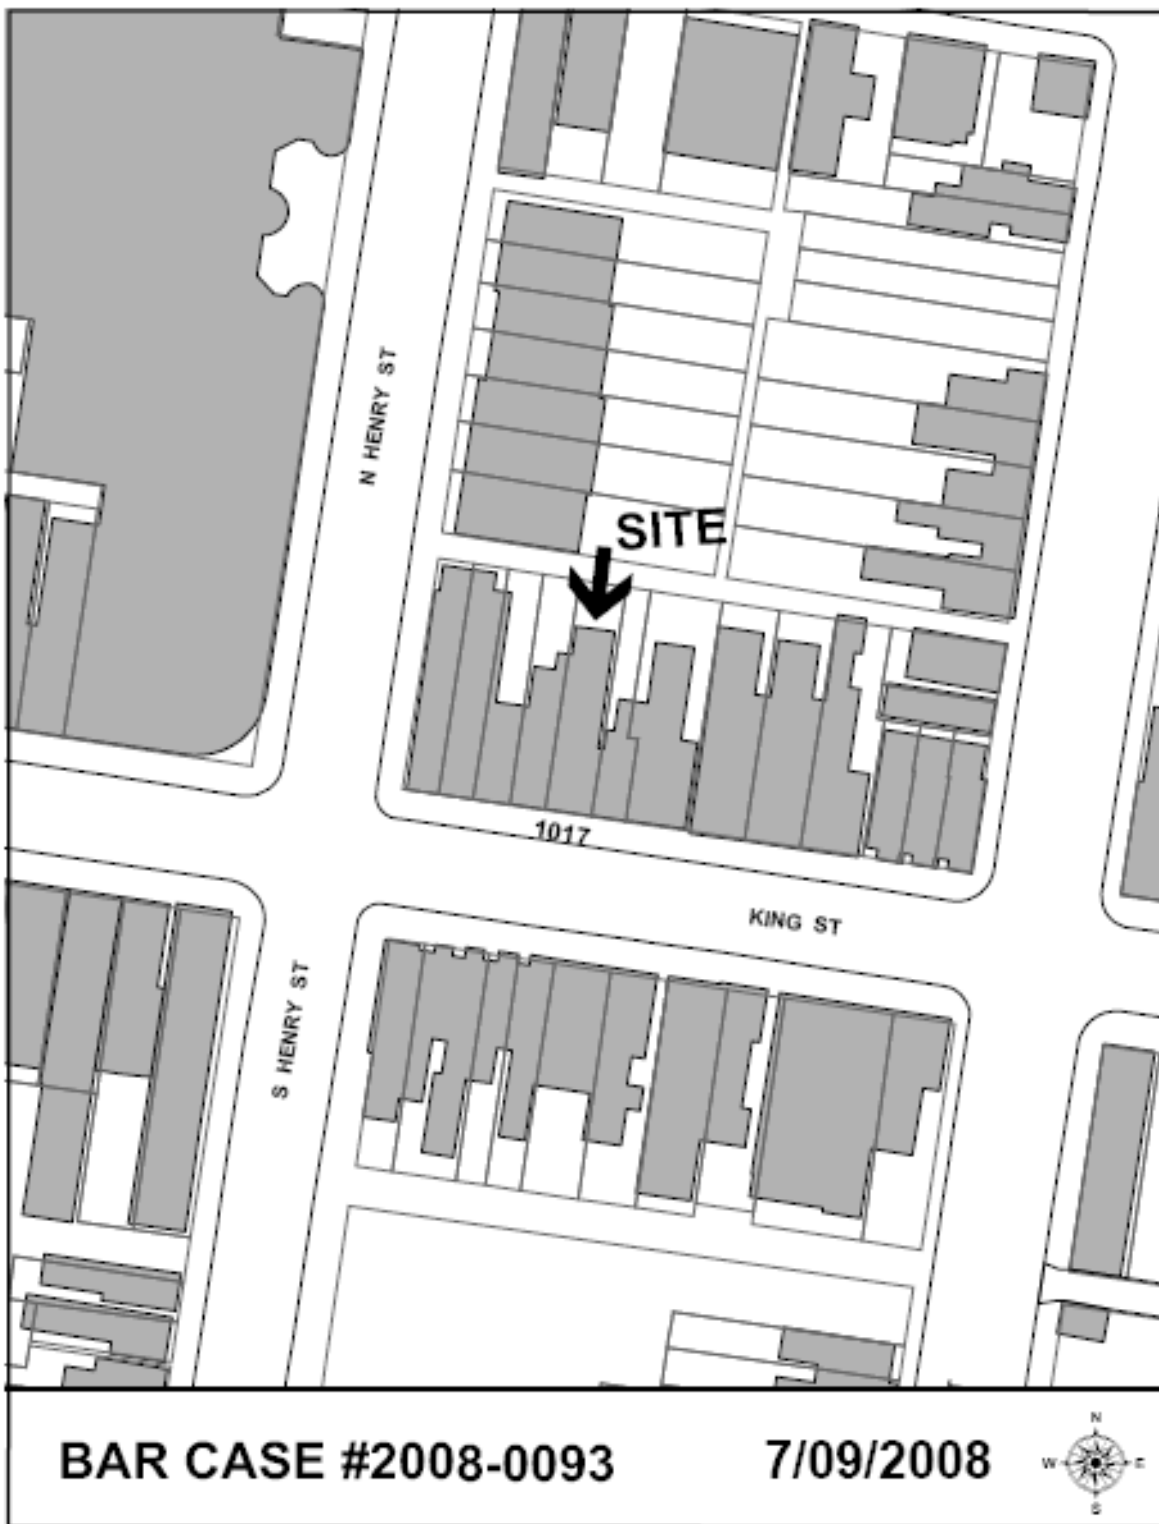 N HENRY ST
SITE
1017
KING ST
S HENRY ST
BAR CASE #2008-0093
7/09/2008
N
W E
S